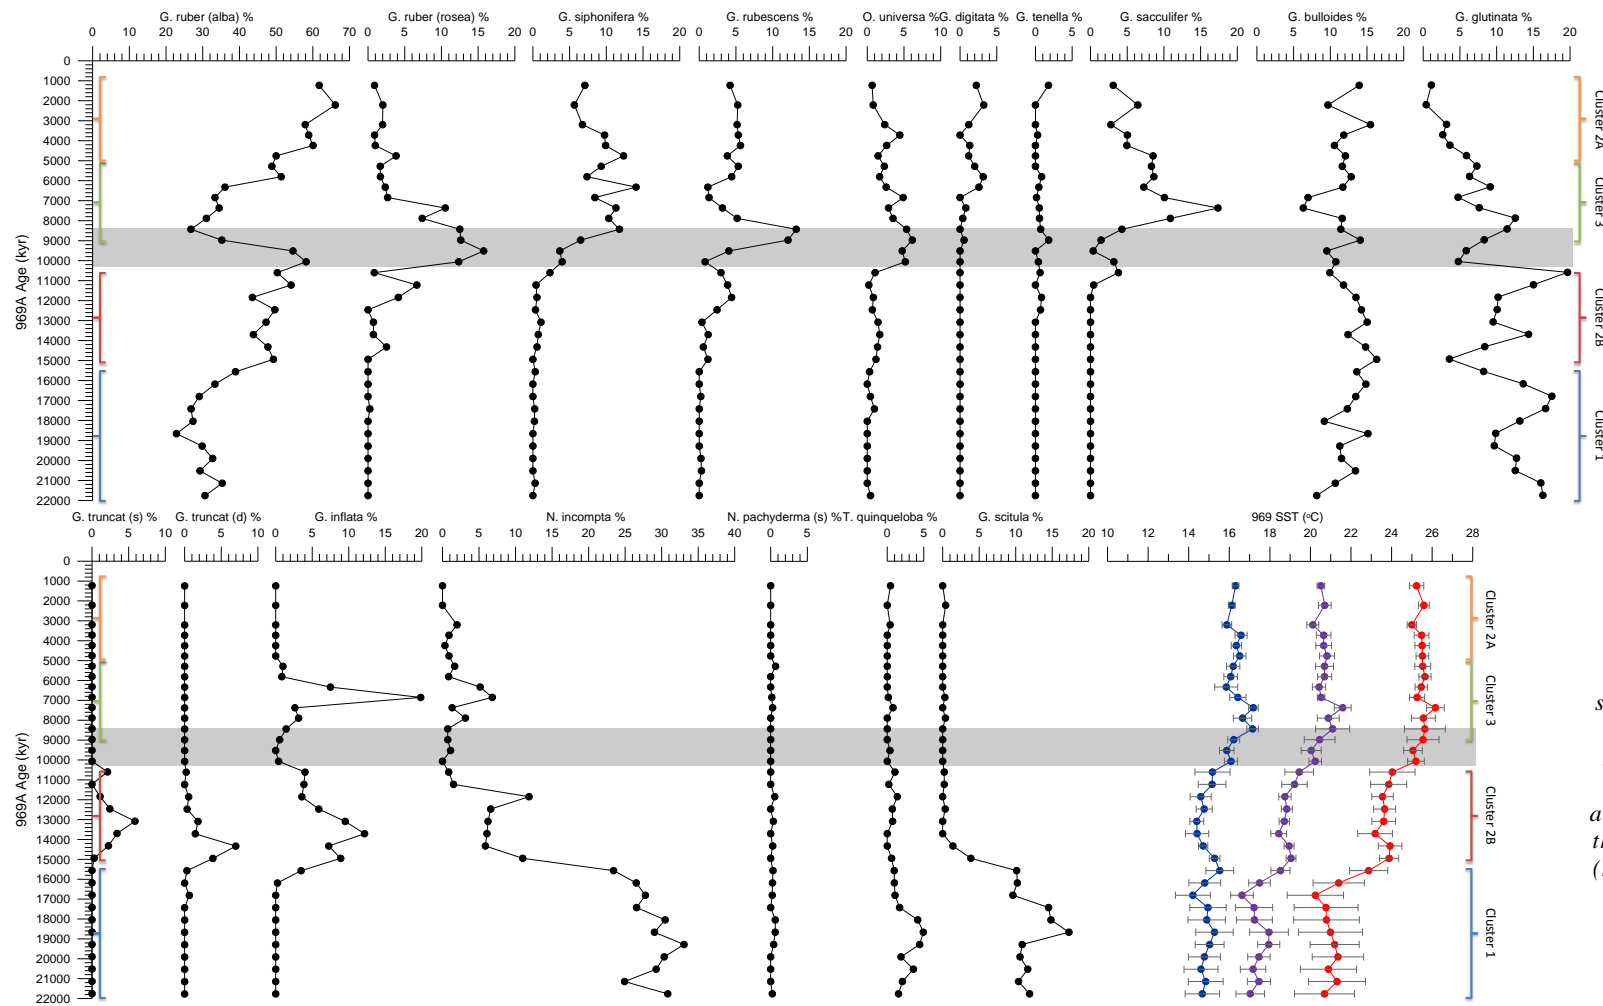 G. ruber (alba) % G. ruber (rosea) % G. siphonifera % G. rubescens % O. universa % G. digitata % G. tenella % G. sacculifer % G. bulloides % G. glutinata %
0 10 20 30 40 50 60 70 0 5 10 15 20 0 5 10 15 20 0 5 10 15 20 0 5 10 0 5 0 5 0 5 10 15 20 0 5 10 15 20 0 5 10 15 20
0
1000
2000
3000
4000
5000
6000
7000
8000
9000
10000
11000
12000
13000
14000
15000
16000
17000
18000
19000
20000
21000
22000
969A Age (kyr)
Cluster 2A
Cluster 3
Cluster 2B
Cluster 1
G. truncat (s) % G. truncat (d) % G. inflata % N. incompta % N. pachyderma (s) % T. quinqueloba % G. scitula % 969 SST (°C)
0 5 10 0 5 10 0 5 10 15 20 0 5 10 15 20 25 30 35 40 0 5 0 5 0 5 10 15 20 10 12 14 16 18 20 22 24 26 28
0
1000
2000
3000
4000
5000
6000
7000
8000
9000
10000
11000
12000
13000
14000
15000
16000
17000
18000
19000
20000
21000
22000
969A Age (kyr)
Cluster 2A
Cluster 3
Cluster 2B
Cluster 1
s
a